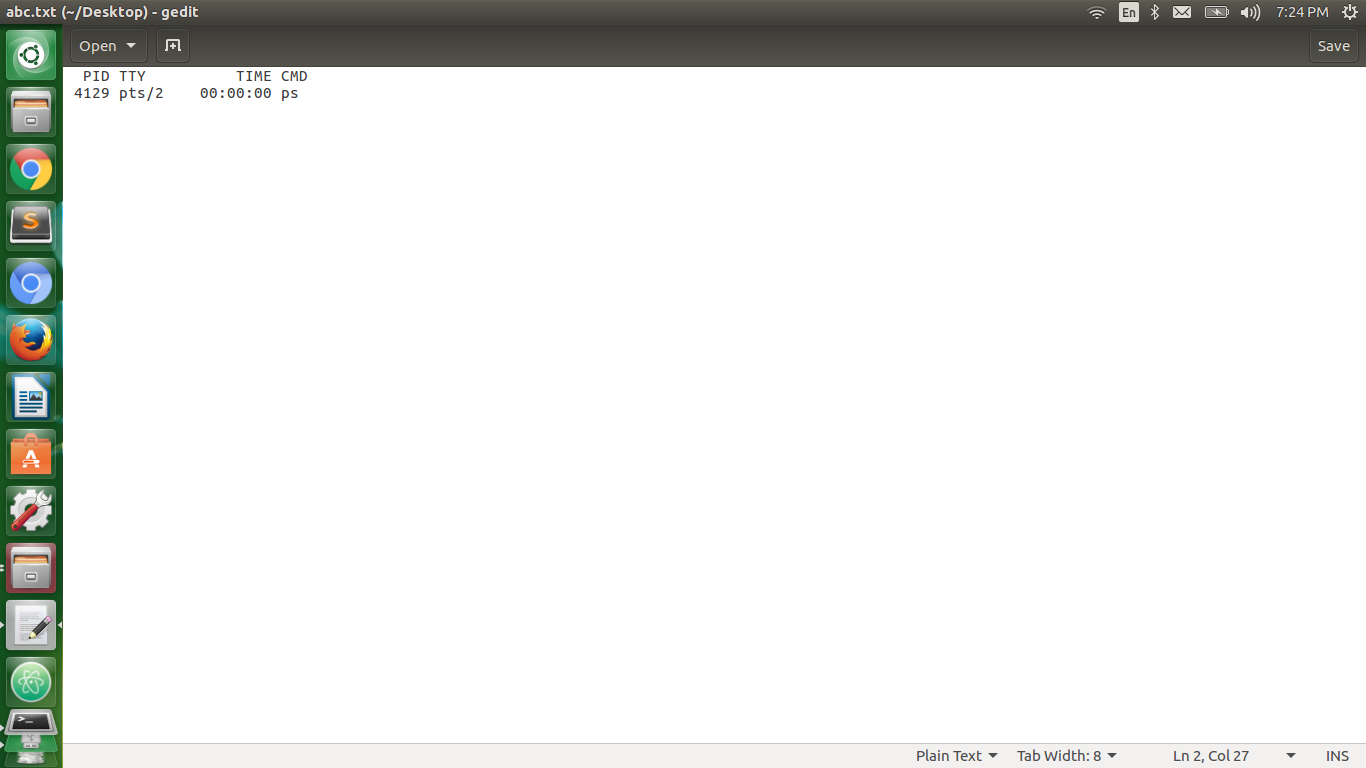 abc.txt (~/Desktop) - gedit
En
7:24 PM
Open
Save
  PID TTY          TIME CMD
 4129 pts/2    00:00:00 ps
Plain Text
Tab Width: 8
Ln 2, Col 27
INS